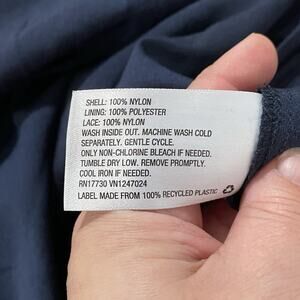 SHELL: 100% NYLON
LINING: 100% POLYESTER
LACE: 100% NYLON
WASH INSIDE OUT. MACHINE WASH COLD
SEPARATELY. GENTLE CYCLE.
ONLY NON-CHLORINE BLEACH IF NEEDED.
TUMBLE DRY LOW. REMOVE PROMPTLY.
COOL IRON IF NEEDED.
RN17730 VN1247024
LABEL MADE FROM 100% RECYCLED PLASTIC